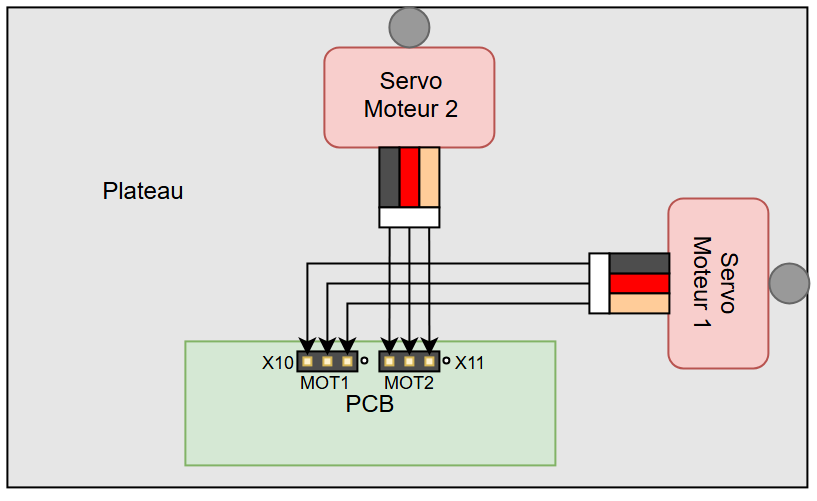 Servo
Moteur 2
Plateau
Servo
Moteur 1
X10
X11
MOT1
MOT2
PCB